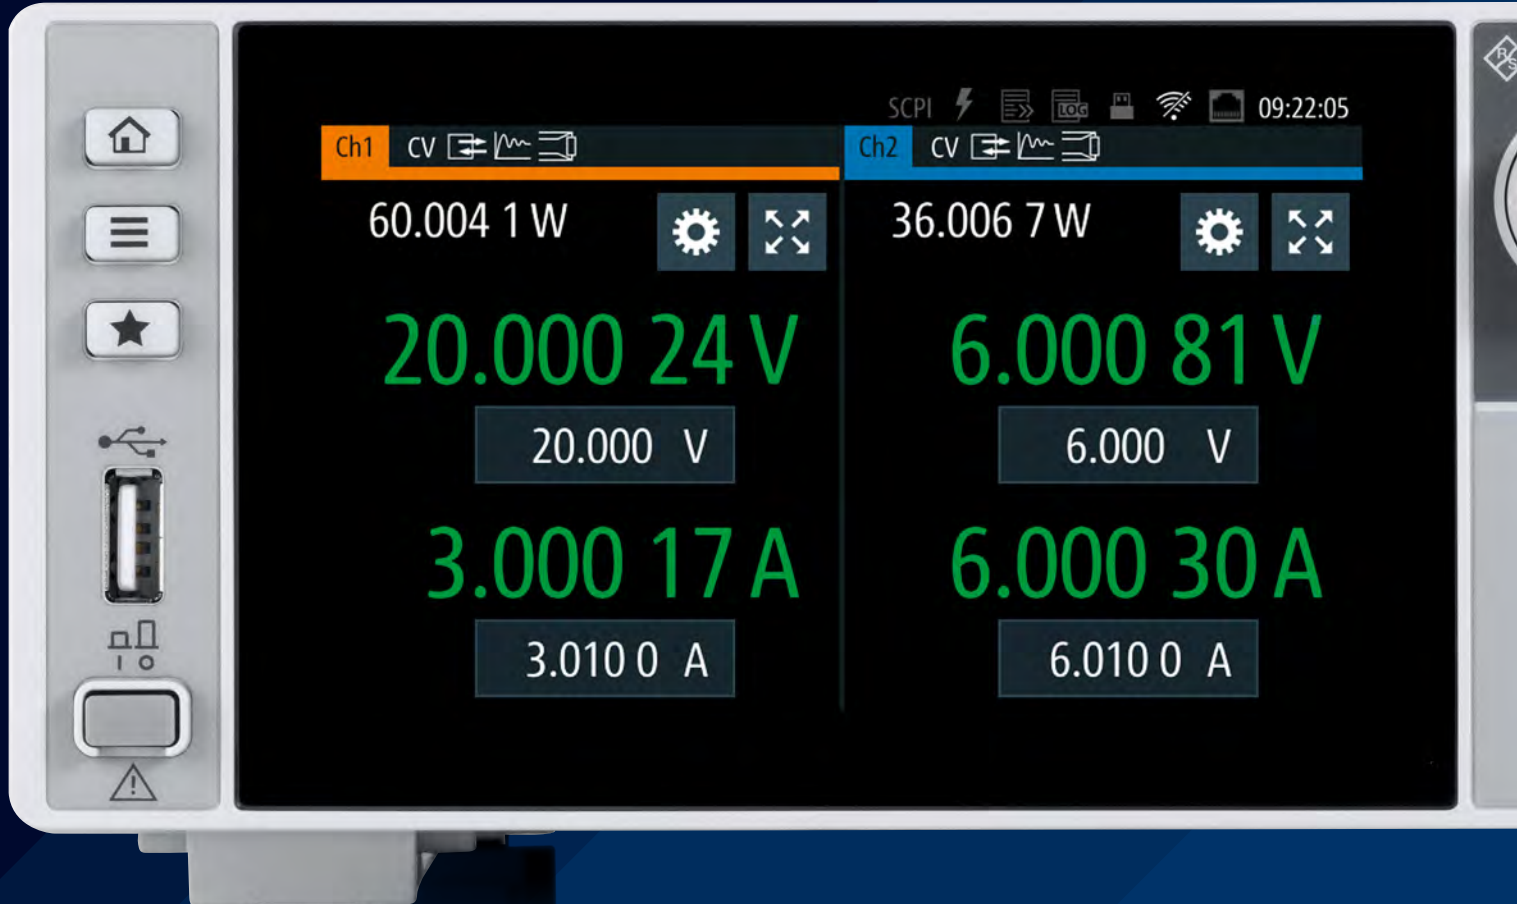 SCPI LOG 09:22:05
Ch1 CV
Ch2 CV
60.004 1 W
36.006 7 W
20.000 24 V
6.000 81 V
20.000 V
6.000 V
3.000 17 A
6.000 30 A
3.010 0 A
6.010 0 A
R&S